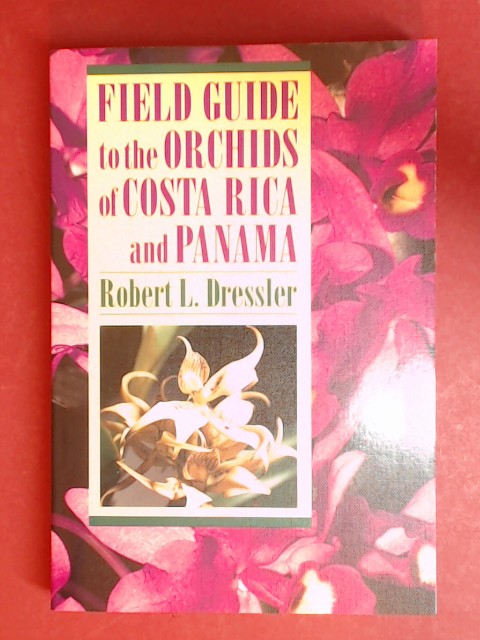 FIELD GUIDE
to the ORCHIDS
of COSTA RICA
and PANAMA
Robert L. Dressler